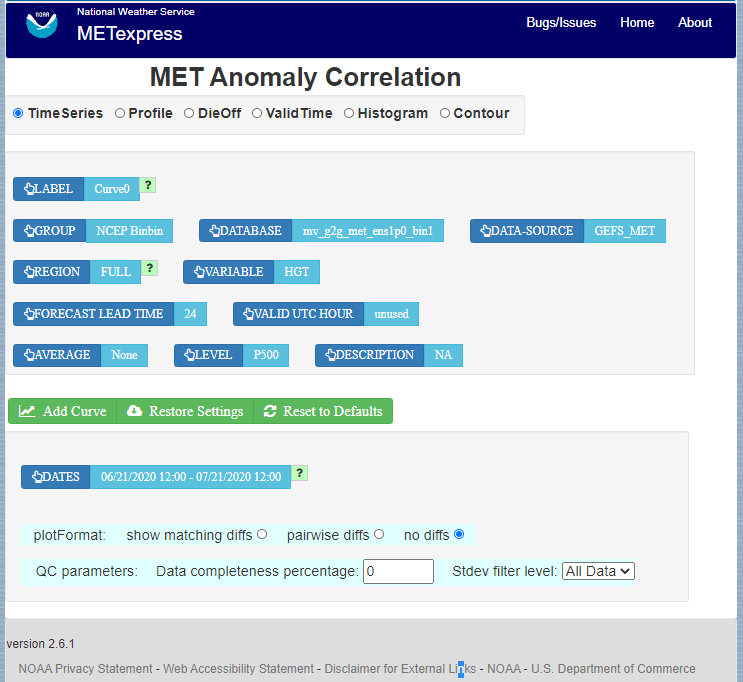 NOAA National Weather Service
METexpress
Bugs/Issues Home About
MET Anomaly Correlation
TimeSeries Profile DieOff ValidTime Histogram Contour
LABEL Curve0 ?
GROUP NCEP Binbin DATABASE mv_g2g_met_ens1p0_bin1 DATA-SOURCE GEFS_MET
REGION FULL ? VARIABLE HGT
FORECAST LEAD TIME 24 VALID UTC HOUR unused
AVERAGE None LEVEL P500 DESCRIPTION NA
Add Curve Restore Settings Reset to Defaults
DATES 06/21/2020 12:00 - 07/21/2020 12:00 ?
plotFormat: show matching diffs pairwise diffs no diffs
QC parameters: Data completeness percentage: 0 Stdev filter level: All Data
version 2.6.1
NOAA Privacy Statement - Web Accessibility Statement - Disclaimer for External Links - NOAA - U.S. Department of Commerce